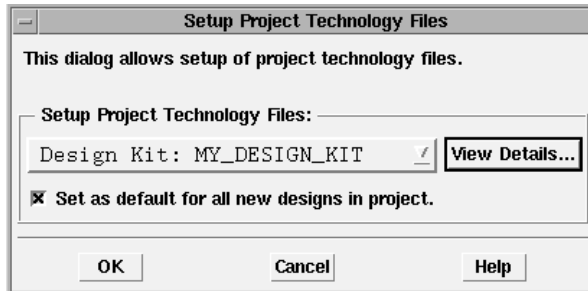 Setup Project Technology Files
This dialog allows setup of project technology files.
Setup Project Technology Files:
Design Kit: MY_DESIGN_KIT
View Details...
Set as default for all new designs in project.
OK
Cancel
Help